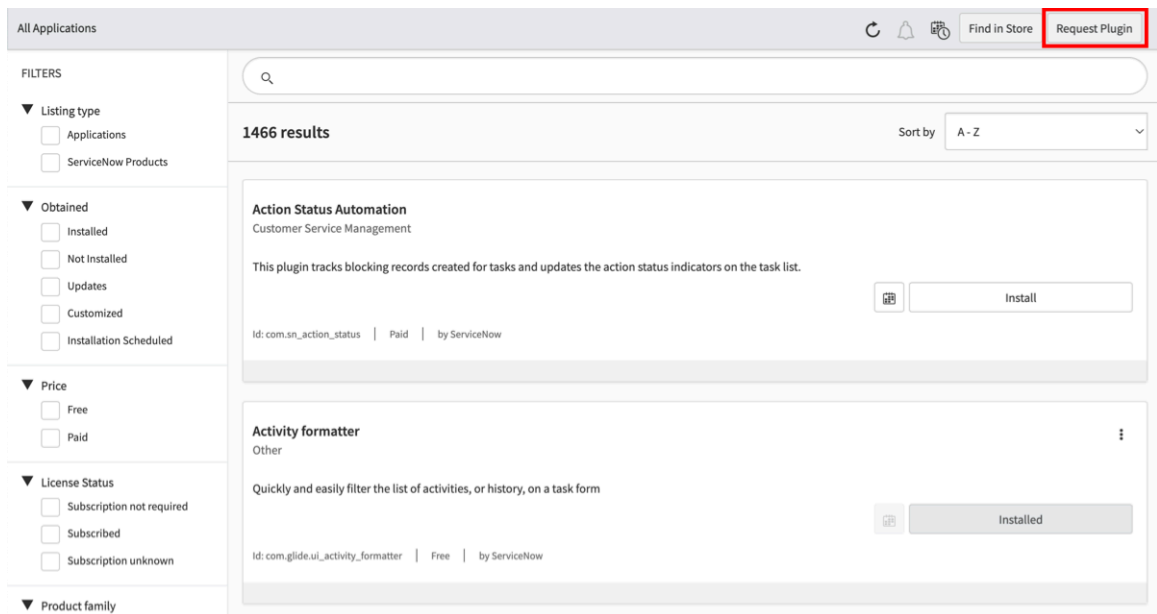 All Applications
Find in Store
Request Plugin
FILTERS
Listing type
Applications
ServiceNow Products
Obtained
Installed
Not Installed
Updates
Customized
Installation Scheduled
Price
Free
Paid
License Status
Subscription not required
Subscribed
Subscription unknown
Product family
1466 results
Sort by
A - Z
Action Status Automation
Customer Service Management
This plugin tracks blocking records created for tasks and updates the action status indicators on the task list.
Install
Id: com.sn_action_status | Paid | by ServiceNow
Activity formatter
Other
Quickly and easily filter the list of activities, or history, on a task form
Installed
Id: com.glide.ui_activity_formatter | Free | by ServiceNow